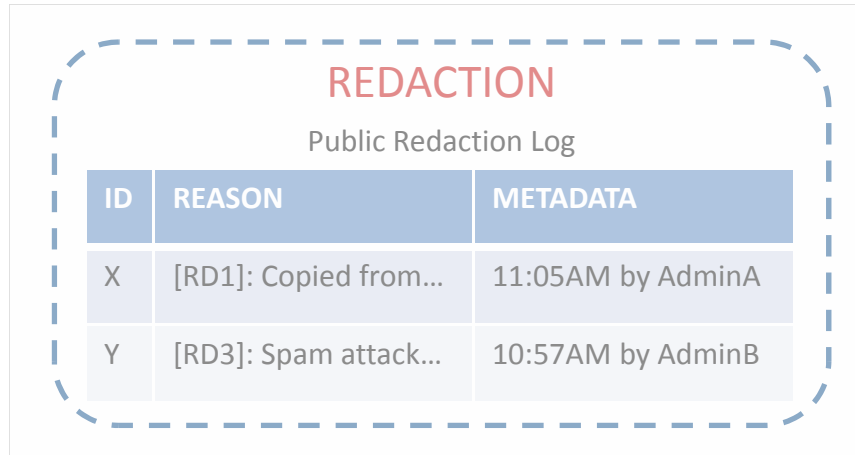 REDACTION
Public Redaction Log
ID REASON METADATA
X [RD1]: Copied from... 11:05AM by AdminA
Y [RD3]: Spam attack... 10:57AM by AdminB